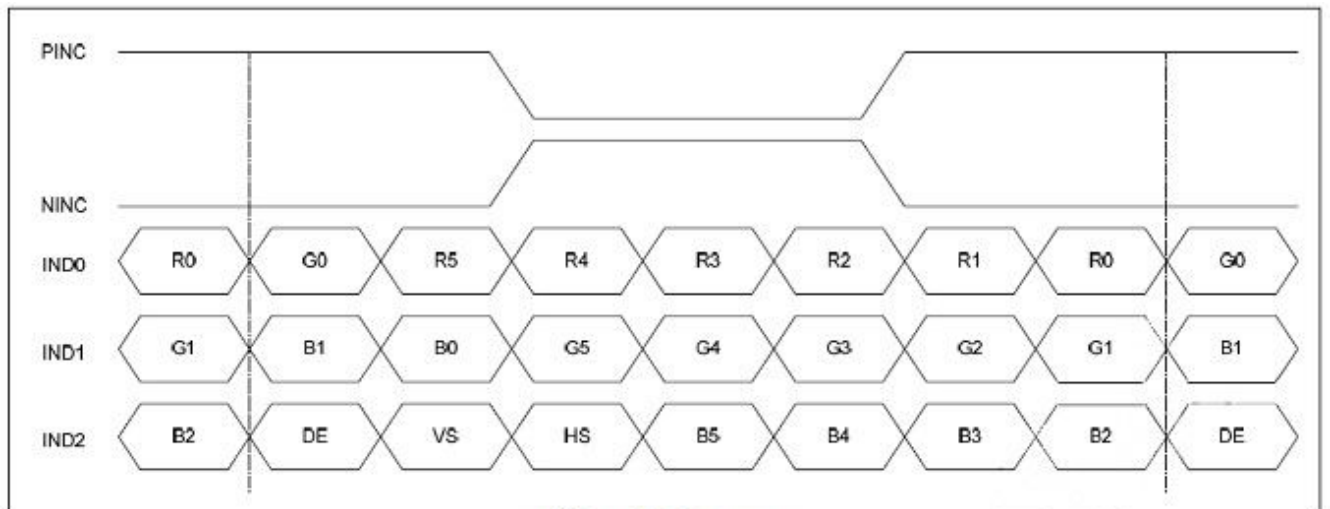 PINC
NINC
IND0 R0 G0 R5 R4 R3 R2 R1 R0 G0
IND1 G1 B1 B0 G5 G4 G3 G2 G1 B1
IND2 B2 DE VS HS B5 B4 B3 B2 DE